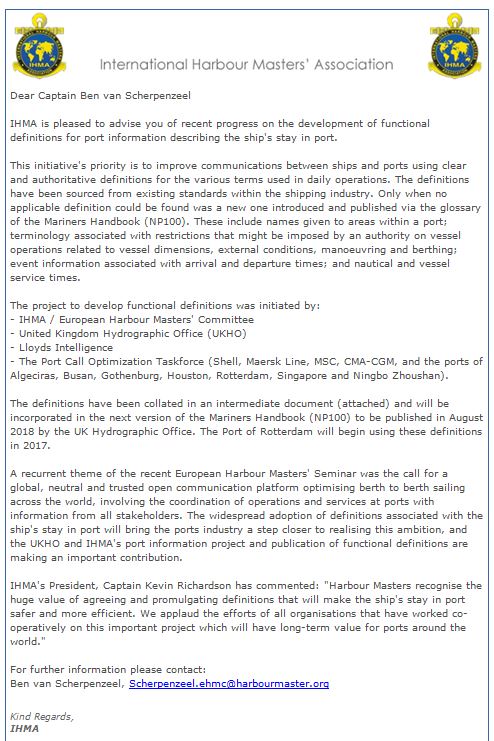 IHMA
IHMA
International Harbour Masters' Association
Dear Captain Ben van Scherpenzeel
IHMA is pleased to advise you of recent progress on the development of functional
definitions for port information describing the ship's stay in port.
This initiative's priority is to improve communications between ships and ports using clear
and authoritative definitions for the various terms used in daily operations. The definitions
have been sourced from existing standards within the shipping industry. Only when no
applicable definition could be found was a new one introduced and published via the glossary
of the Mariners Handbook (NP100). These include names given to areas within a port;
terminology associated with restrictions that might be imposed by an authority on vessel
operations related to vessel dimensions, external conditions, manoeuvring and berthing;
event information associated with arrival and departure times; and nautical and vessel
service times.
The project to develop functional definitions was initiated by:
- IHMA / European Harbour Masters' Committee
- United Kingdom Hydrographic Office (UKHO)
- Lloyds Intelligence
- The Port Call Optimization Taskforce (Shell, Maersk Line, MSC, CMA-CGM, and the ports of
Algeciras, Busan, Gothenburg, Houston, Rotterdam, Singapore and Ningbo Zhoushan).
The definitions have been collated in an intermediate document (attached) and will be
incorporated in the next version of the Mariners Handbook (NP100) to be published in August
2018 by the UK Hydrographic Office. The Port of Rotterdam will begin using these definitions
in 2017.
A recurrent theme of the recent European Harbour Masters' Seminar was the call for a
global, neutral and trusted open communication platform optimising berth to berth sailing
across the world, involving the coordination of operations and services at ports with
information from all stakeholders. The widespread adoption of definitions associated with the
ship's stay in port will bring the ports industry a step closer to realising this ambition, and
the UKHO and IHMA's port information project and publication of functional definitions are
making an important contribution.
IHMA's President, Captain Kevin Richardson has commented: "Harbour Masters recognise the
huge value of agreeing and promulgating definitions that will make the ship's stay in port
safer and more efficient. We applaud the efforts of all organisations that have worked co-
operatively on this important project which will have long-term value for ports around the
world."
For further information please contact:
Ben van Scherpenzeel, Scherpenzeel.ehmc@harbourmaster.org
Kind Regards,
IHMA